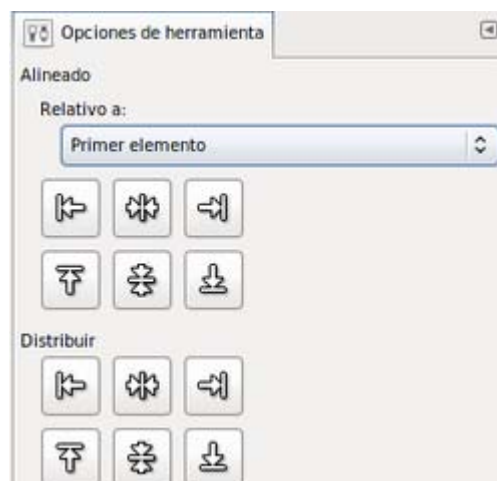 Opciones de herramienta
Alineado
Relativo a:
Primer elemento
Distribuir